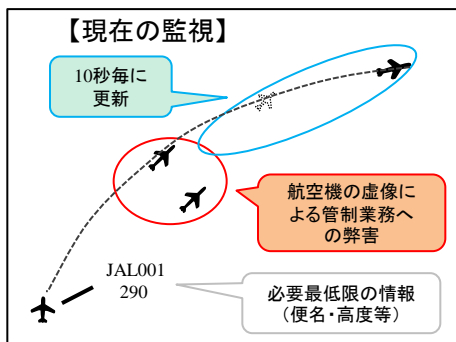 【現在の監視】
10秒毎に
更新
航空機の虚像に
よる管制業務へ
の弊害
JAL001
290
必要最低限の情報
（便名・高度等）